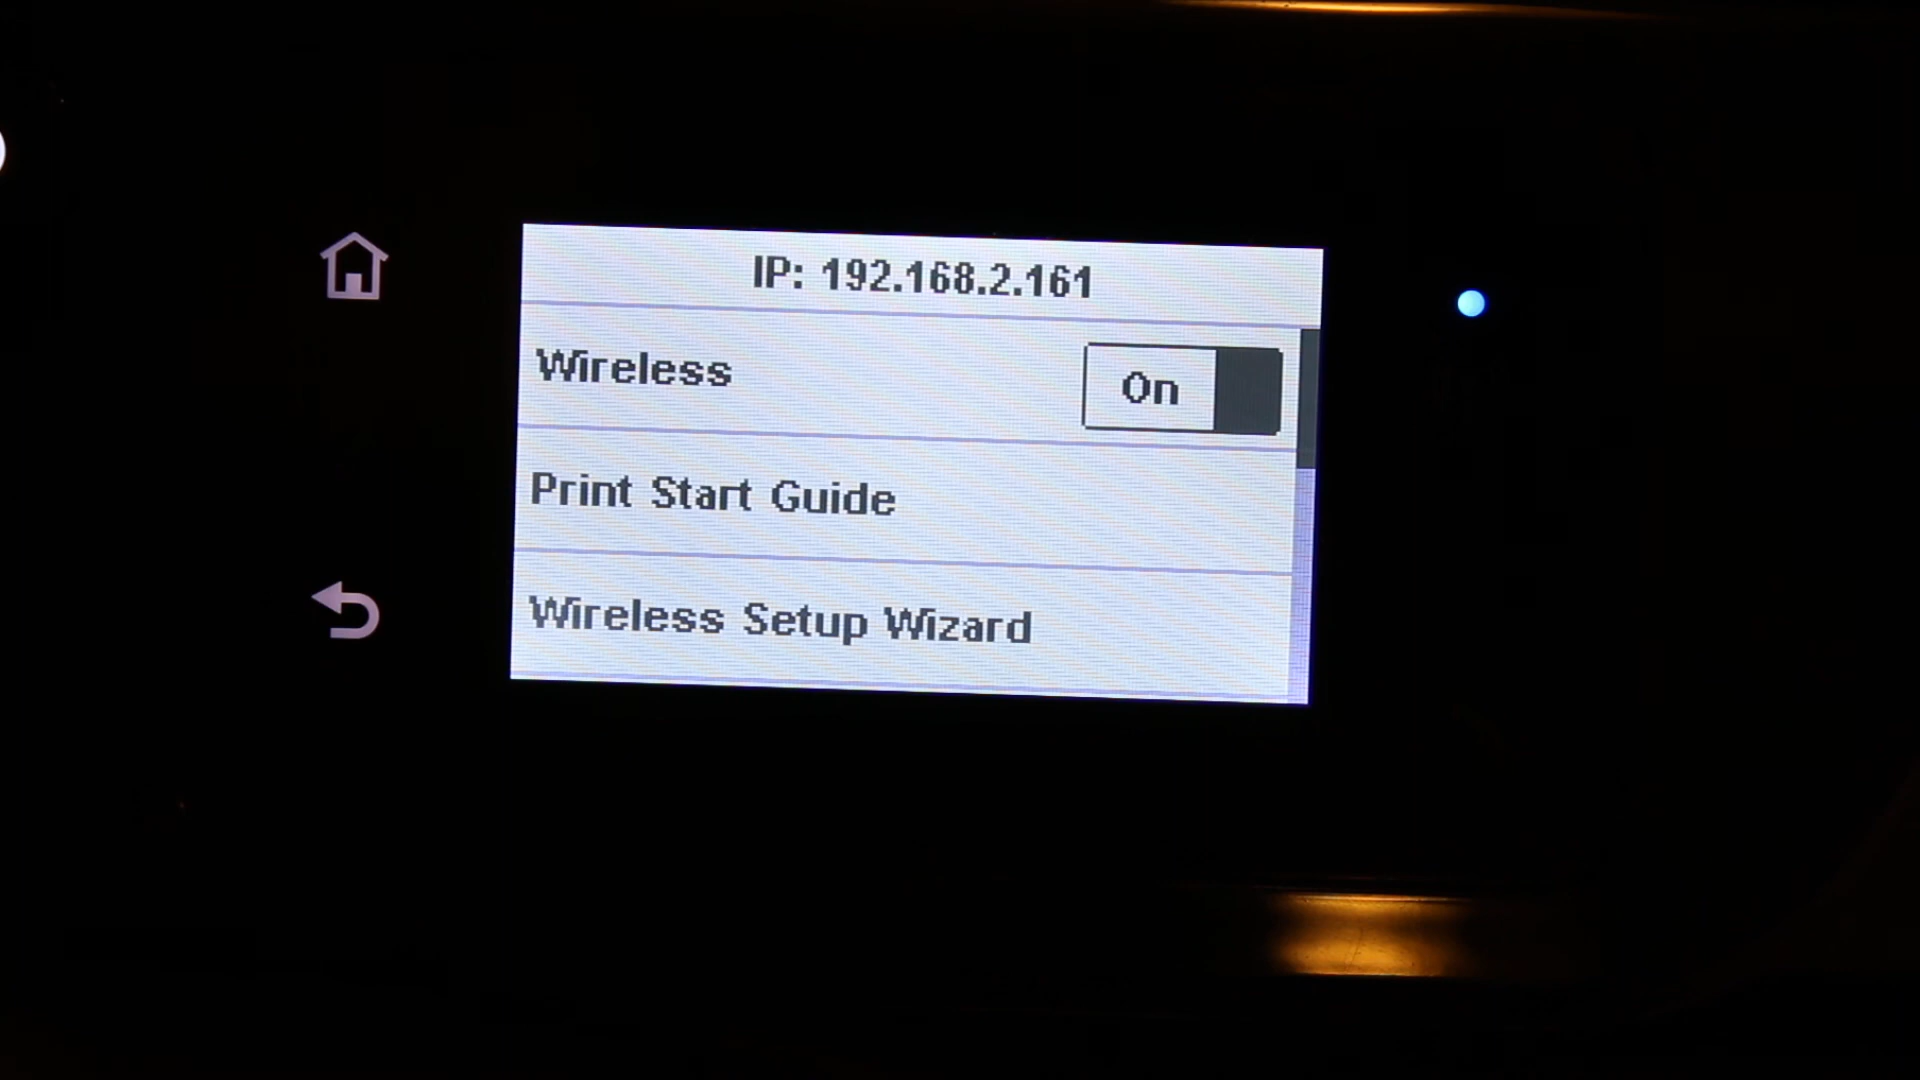 IP: 192.168.2.161
Wireless
On
Print Start Guide
Wireless Setup Wizard